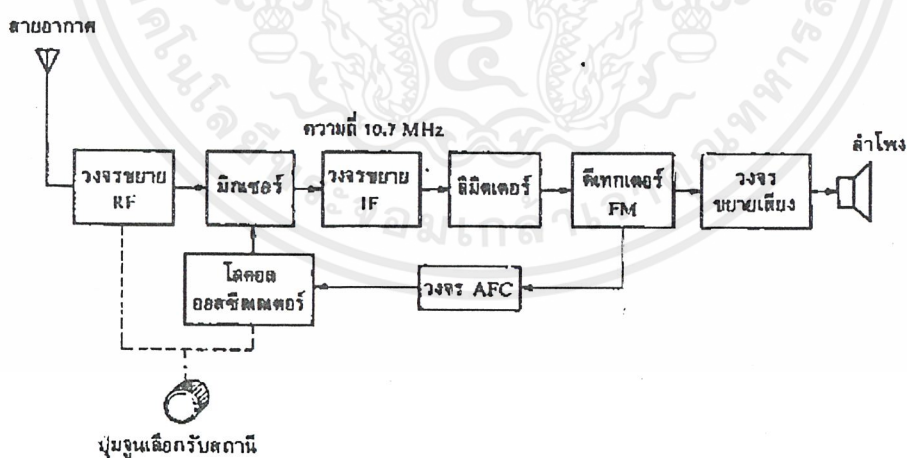 สายอากาศ
ความถี่ 10.7 MHz
ลำโพง
วงจรขยาย
RF
มิกเซอร์
วงจรขยาย
IF
ลิมิตเตอร์
ดีเทกเตอร์
FM
วงจร
ขยายเสียง
โลคอล
ออสซิลเลเตอร์
วงจร AFC
ปุ่มจูนเลือกรับสถานี